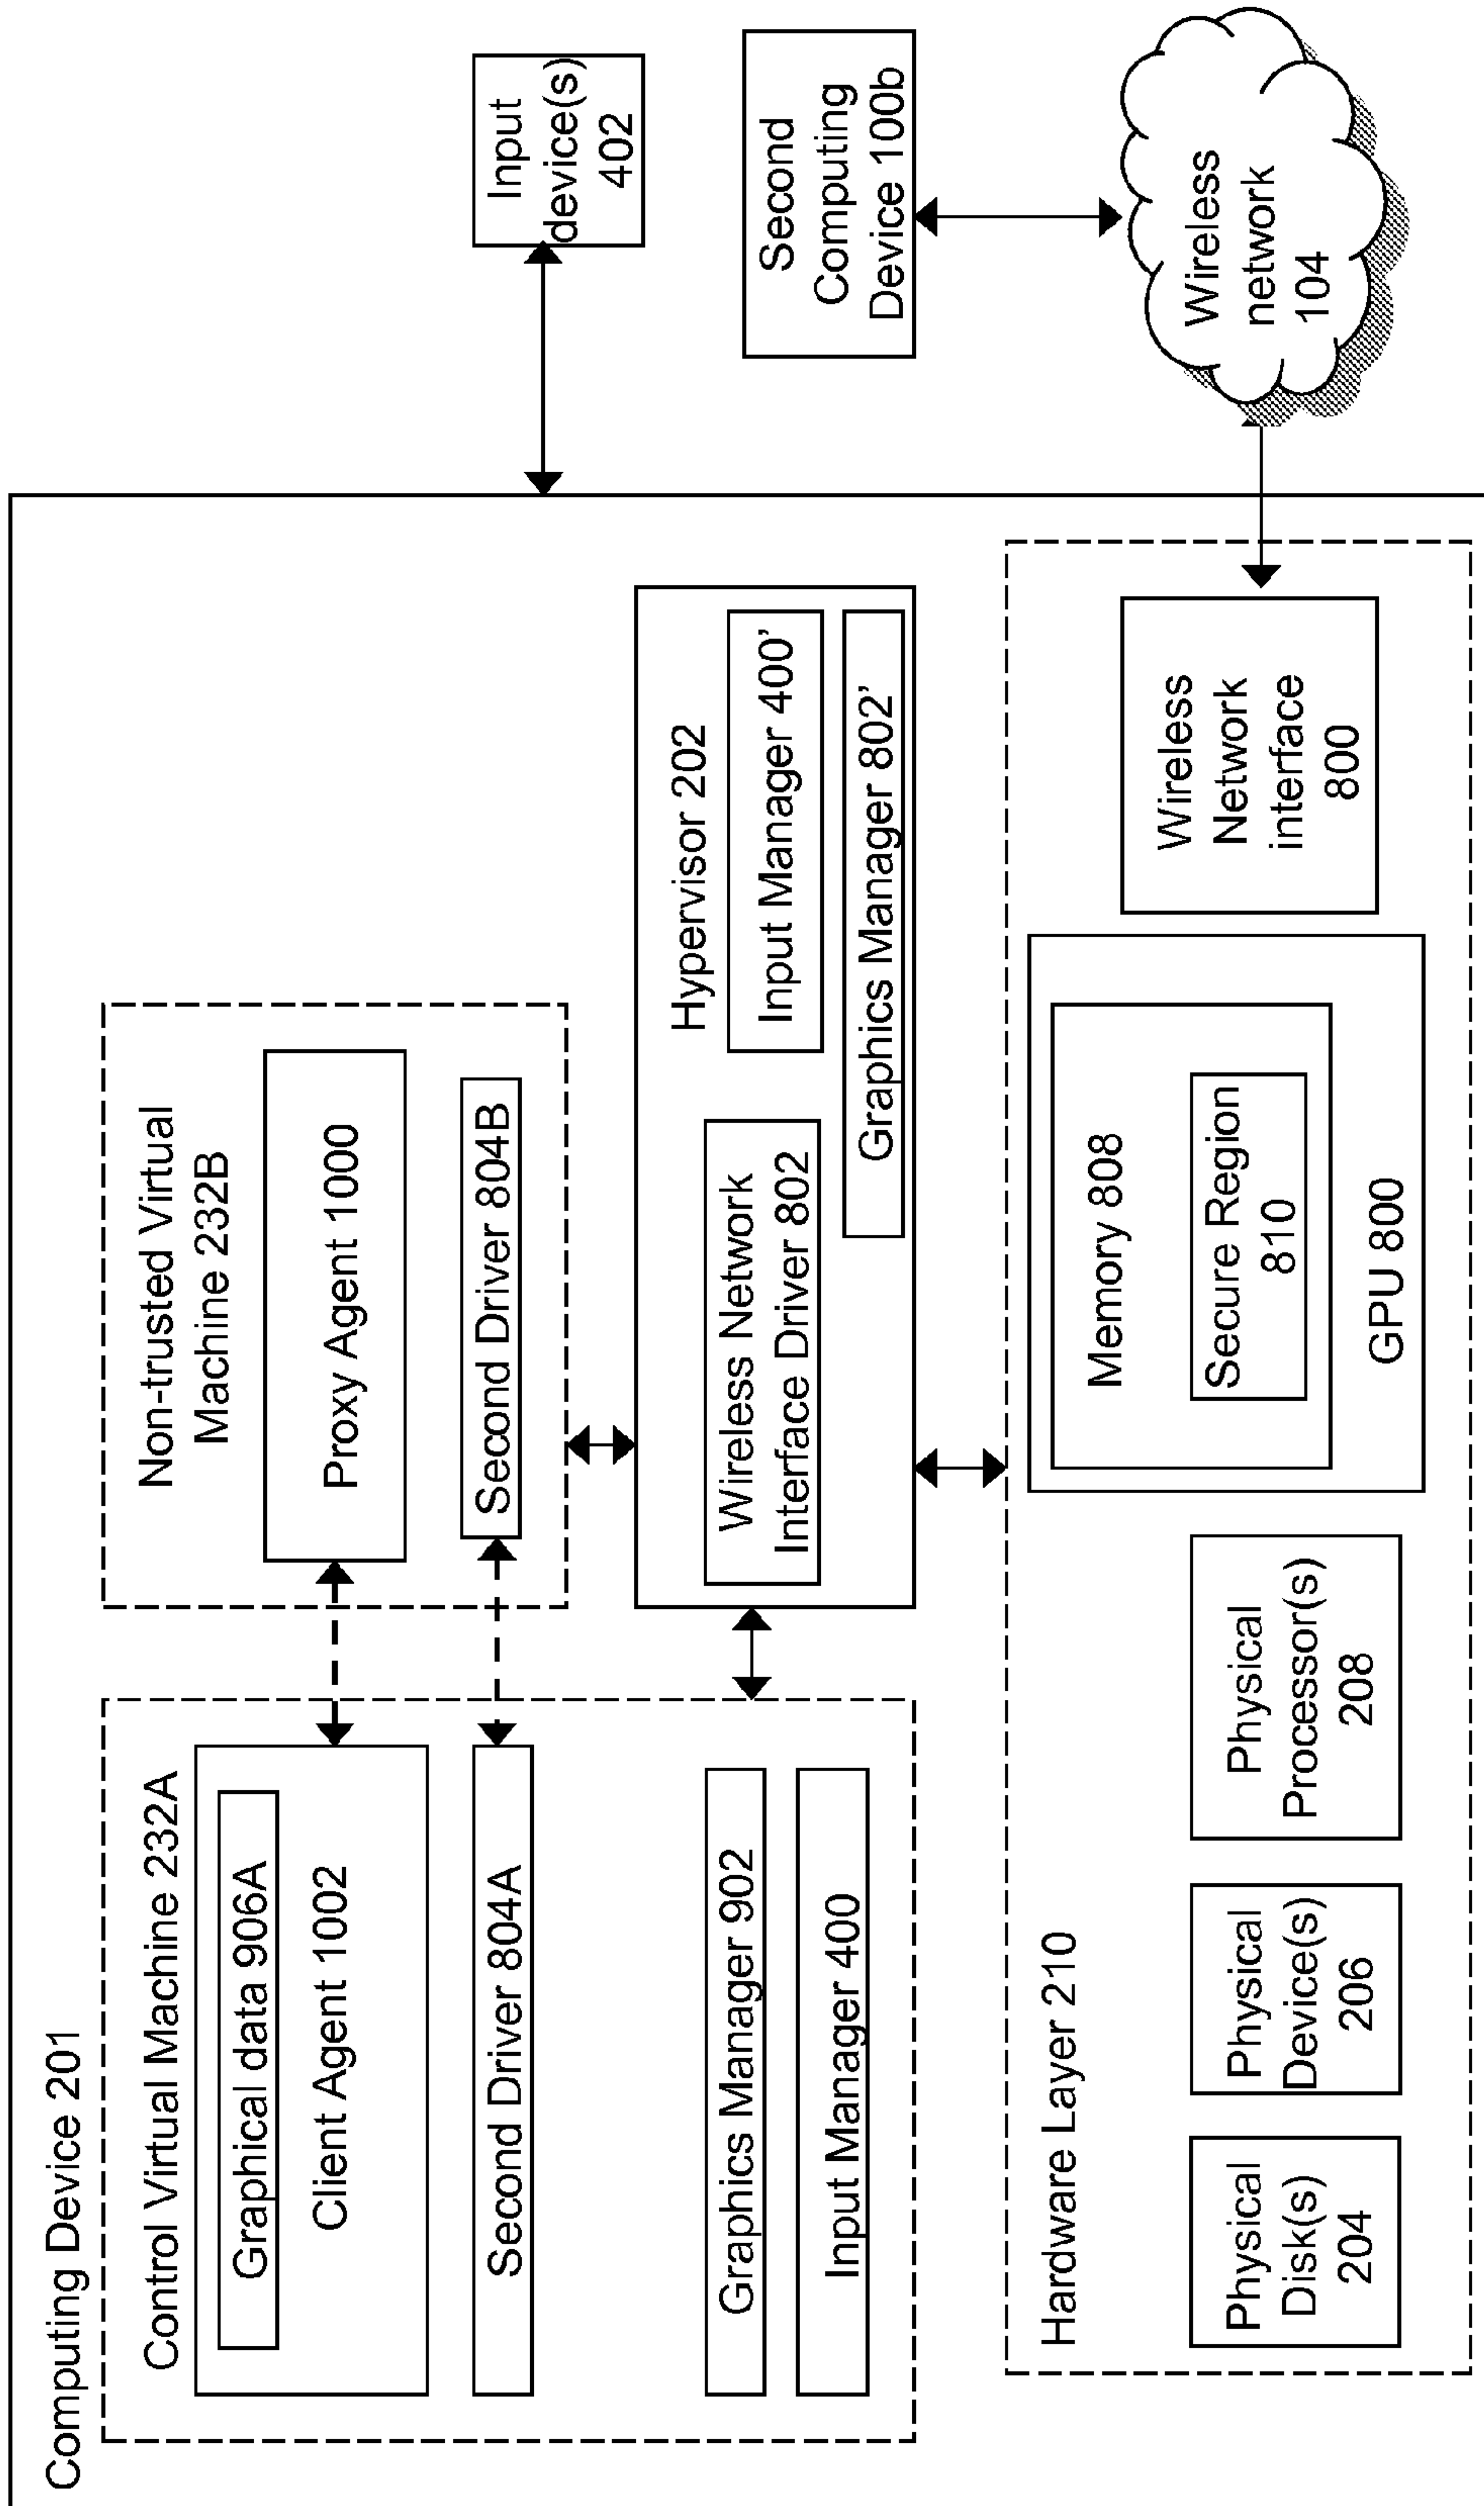 Computing Device 201
Control Virtual Machine 232A
Graphical data 906A
Client Agent 1002
Second Driver 804A
Graphics Manager 902
Input Manager 400
Non-trusted Virtual
Machine 232B
Proxy Agent 1000
Second Driver 804B
Hypervisor 202
Wireless Network
Interface Driver 802
Input Manager 400’
Graphics Manager 802’
Input
device(s)
402
Second
Computing
Device 100b
Wireless
network
104
Hardware Layer 210
Physical
Disk(s)
204
Physical
Device(s)
206
Physical
Processor(s)
208
Memory 808
Secure Region
810
GPU 800
Wireless
Network
interface
800